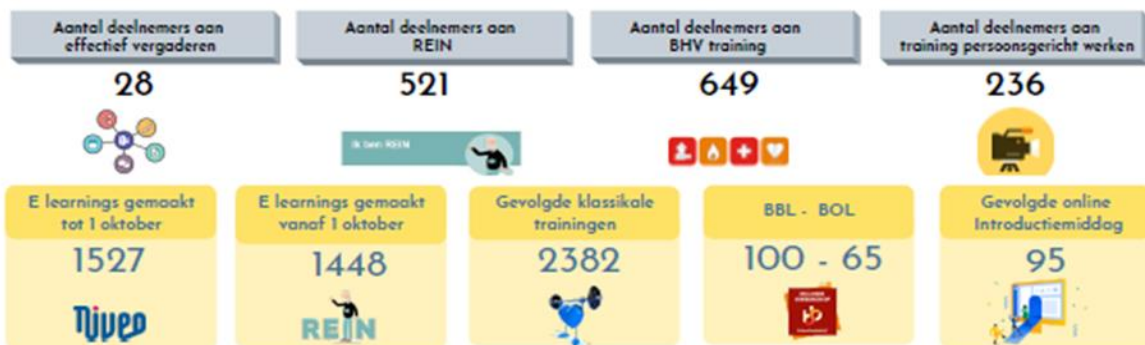 Aantal deelnemers aan
effectief vergaderen
28
Aantal deelnemers aan
REIN
521
Aantal deelnemers aan
BHV training
649
Aantal deelnemers aan
training persoonsgericht werken
236
Ik ben REIN
E learnings gemaakt
tot 1 oktober
1527
E learnings gemaakt
vanaf 1 oktober
1448
REIN
Gevolgde klassikale
trainingen
2382
BBL - BOL
100 - 65
Gevolgde online
Introductiemiddag
95